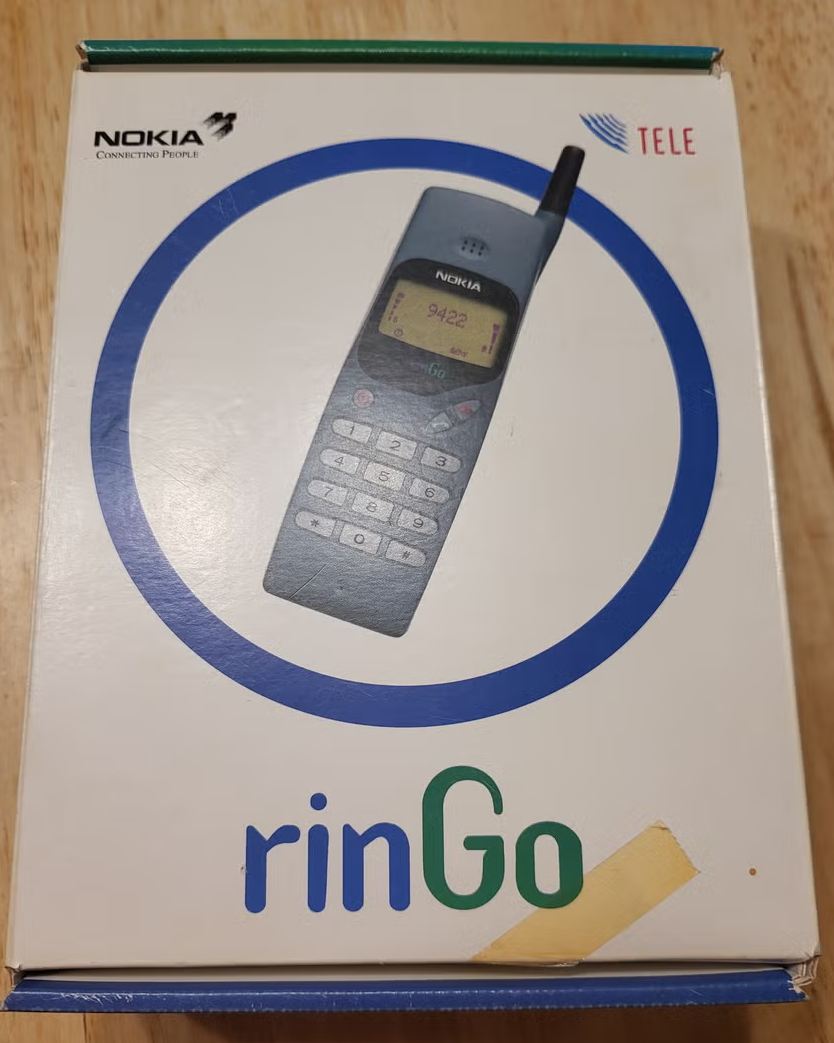 NOKIA
CONNECTING PEOPLE
TELE
NOKIA
9422
Go
1 2 3
4 5 6
7 8 9
* 0 #
rinGo